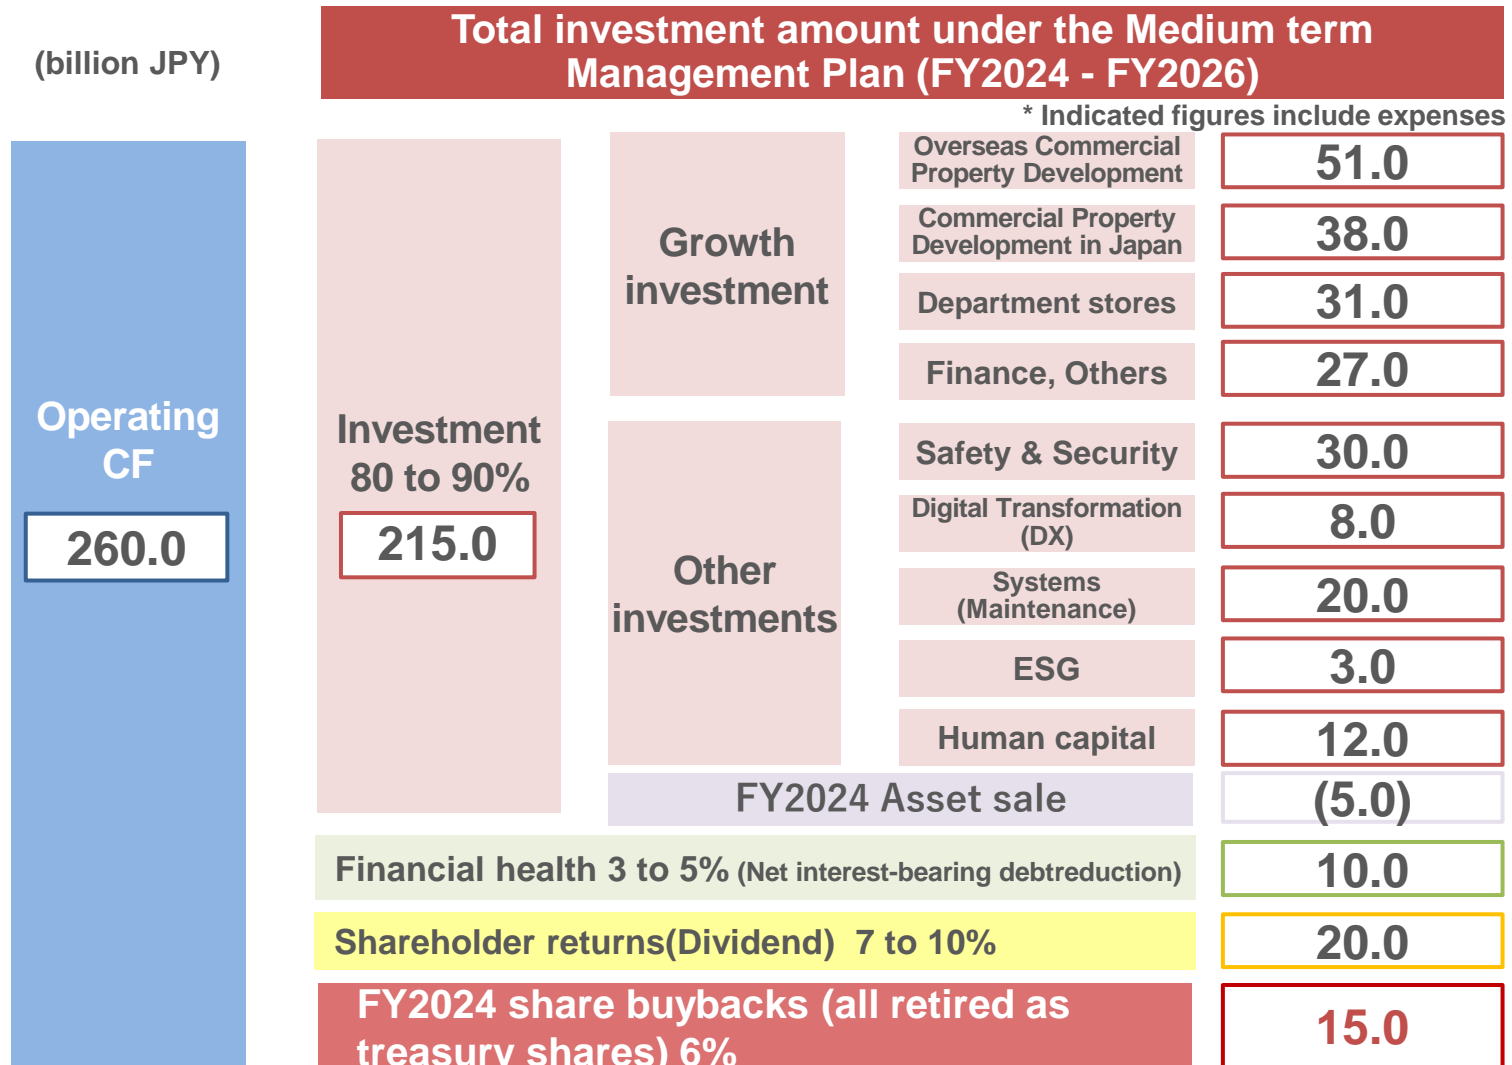 (billion JPY)
Total investment amount under the Medium term
Management Plan (FY2024 - FY2026)
* Indicated figures include expenses
Operating
CF
260.0
Investment
80 to 90%
215.0
Growth
investment
Overseas Commercial
Property Development
51.0
Commercial Property
Development in Japan
38.0
Department stores
31.0
Finance, Others
27.0
Other
investments
Safety & Security
30.0
Digital Transformation
(DX)
8.0
Systems
(Maintenance)
20.0
ESG
3.0
Human capital
12.0
FY2024 Asset sale
(5.0)
Financial health 3 to 5% (Net interest-bearing debtreduction)
10.0
Shareholder returns(Dividend) 7 to 10%
20.0
FY2024 share buybacks (all retired as
treasury shares) 6%
15.0